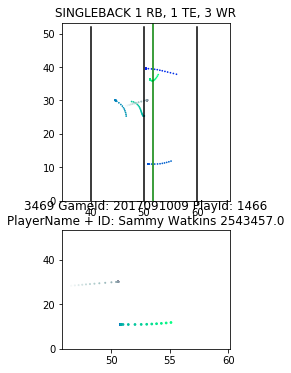 SINGLEBACK 1 RB, 1 TE, 3 WR
50
40
30
20
10
0
40 50 60
3469 GameId: 2017091009 PlayId: 1466
PlayerName + ID: Sammy Watkins 2543457.0
40
20
0
50 55 60